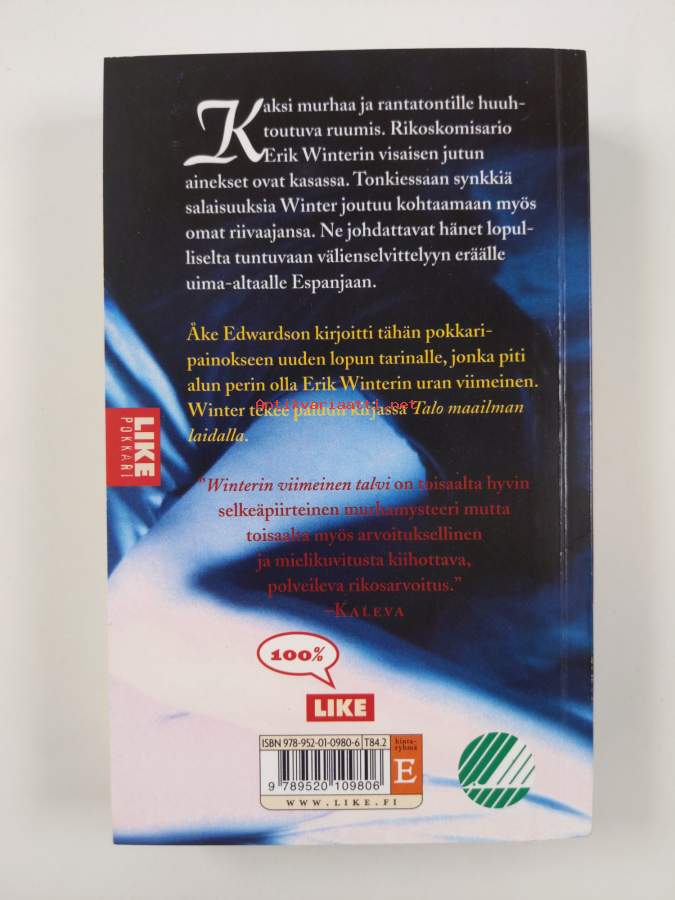 Kaksi murhaa ja rantatontille huuh-
toutuva ruumis. Rikoskomisario
Erik Winterin visaisen jutun
ainekset ovat kasassa. Tonkiessaan synkkiä
salaisuuksia Winter joutuu kohtaamaan myös
omat riivaajansa. Ne johdattavat hänet lopul-
liselta tuntuvaan välienselvittelyyn eräälle
uima-altaalle Espanjaan.
Åke Edwardson kirjoitti tähän pokkari-
painokseen uuden lopun tarinalle, jonka piti
alun perin olla Erik Winterin uran viimeinen.
Antikvariaatti.net
Winter tekee paluun kirjassa Talo maailman
laidalla.
LIKE
POKKARI
"Winterin viimeinen talvi on toisaalta hyvin
selkeäpiirteinen murhamysteeri mutta
toisaalta myös arvoituksellinen
ja mielikuvitusta kiihottava,
polveileva rikosarvoitus."
–KALEVA
100%
LIKE
ISBN 978-952-01-0980-6 T84.2
hinta-
ryhmä
E
9 789520 109806
WWW.LIKE.FI